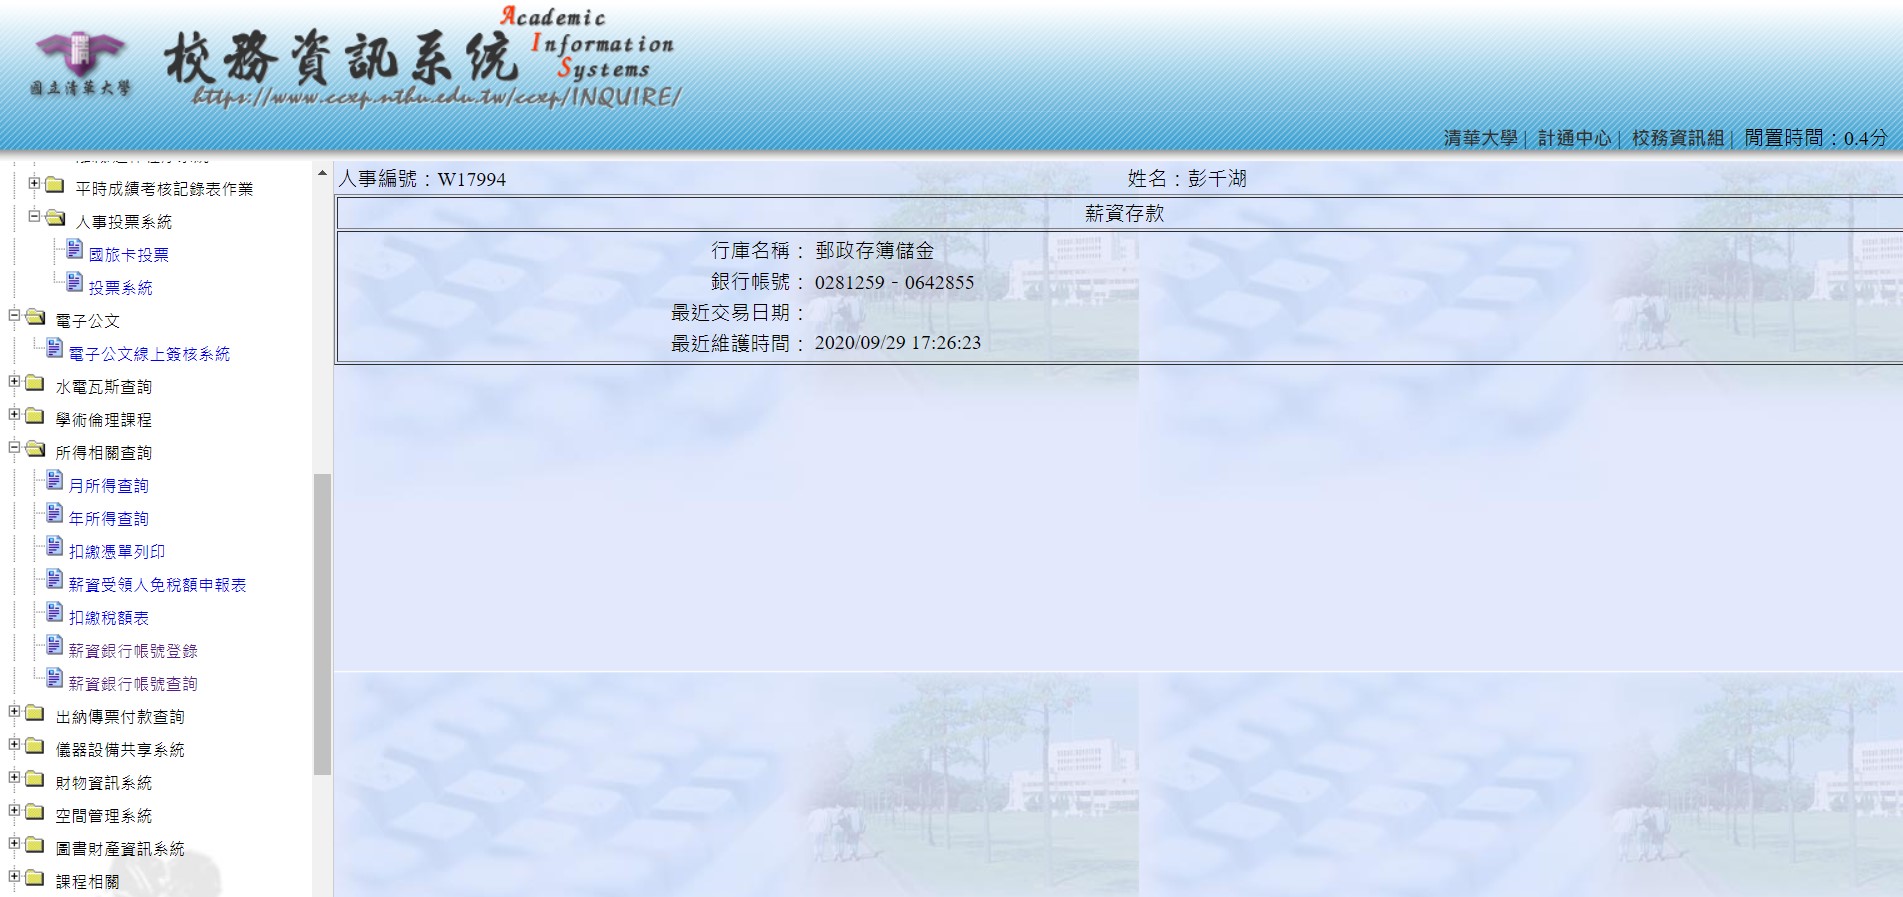 國立清華大學
校務資訊系統
Academic
Information
Systems
https://www.ccxp.nthu.edu.tw/ccxp/INQUIRE/
清華大學| 計通中心| 校務資訊組| 閒置時間：0.4分
平時成績考核記錄表作業
人事投票系統
國旅卡投票
投票系統
電子公文
電子公文線上簽核系統
水電瓦斯查詢
學術倫理課程
所得相關查詢
月所得查詢
年所得查詢
扣繳憑單列印
薪資受領人免稅額申報表
扣繳稅額表
薪資銀行帳號登錄
薪資銀行帳號查詢
出納傳票付款查詢
儀器設備共享系統
財物資訊系統
空間管理系統
圖書財產資訊系統
課程相關
人事編號：W17994 姓名：彭千湖
薪資存款
行庫名稱： 郵政存簿儲金
銀行帳號： 0281259 - 0642855
最近交易日期：
最近維護時間： 2020/09/29 17:26:23